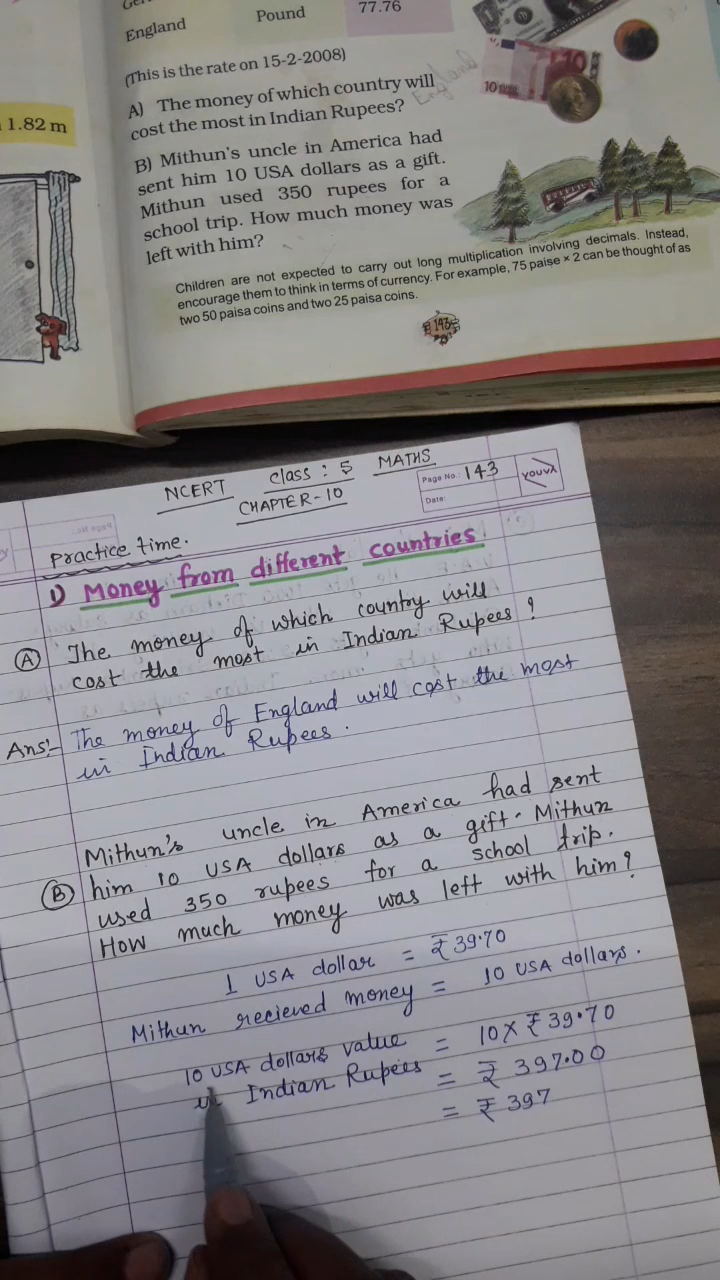 England Pound 77.76
(This is the rate on 15-2-2008)
A) The money of which country will
cost the most in Indian Rupees?
England
B) Mithun's uncle in America had
sent him 10 USA dollars as a gift.
Mithun used 350 rupees for a
school trip. How much money was
left with him?
Children are not expected to carry out long multiplication involving decimals. Instead,
encourage them to think in terms of currency. For example, 75 paise × 2 can be thought of as
two 50 paisa coins and two 25 paisa coins.
143
1.82 m
10
NCERT class : 5 MATHS
CHAPTER-10
Page No.: 143
Date:
youva
Practice time.
1) Money from different countries
(A) The money of which country will
cost the most in Indian Rupees?
Ans:- The money of England will cost the most
in Indian Rupees.
Mithun's uncle in America had sent
(B) him 10 USA dollars as a gift. Mithun
used 350 rupees for a school trip.
How much money was left with him?
1 USA dollar = ₹39.70
Mithun recieved money = 10 USA dollars.
10 USA dollars value = 10 X ₹39.70
in Indian Rupees = ₹ 397.00
= ₹ 397